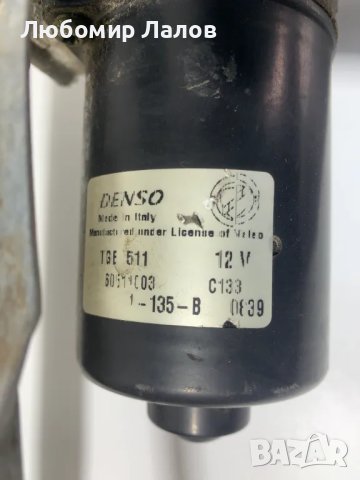 Любомир Лалов
DENSO
Made in Italy
Manufactured under License of Valeo
TGE 511 12 V
C133
1-135-B 0839
BAZAR